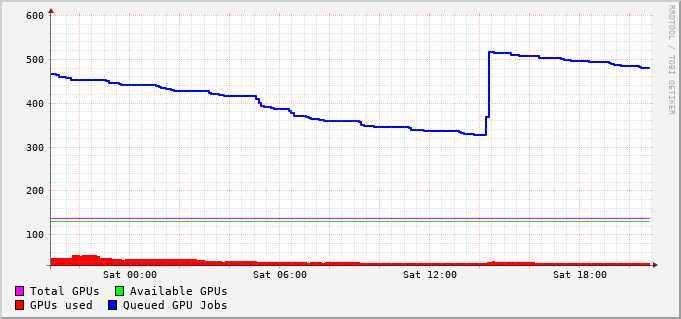 600
500
400
300
200
100
Sat 00:00 Sat 06:00 Sat 12:00 Sat 18:00
Total GPUs Available GPUs
GPUs used Queued GPU Jobs
RRDTOOL / TOBI OETIKER